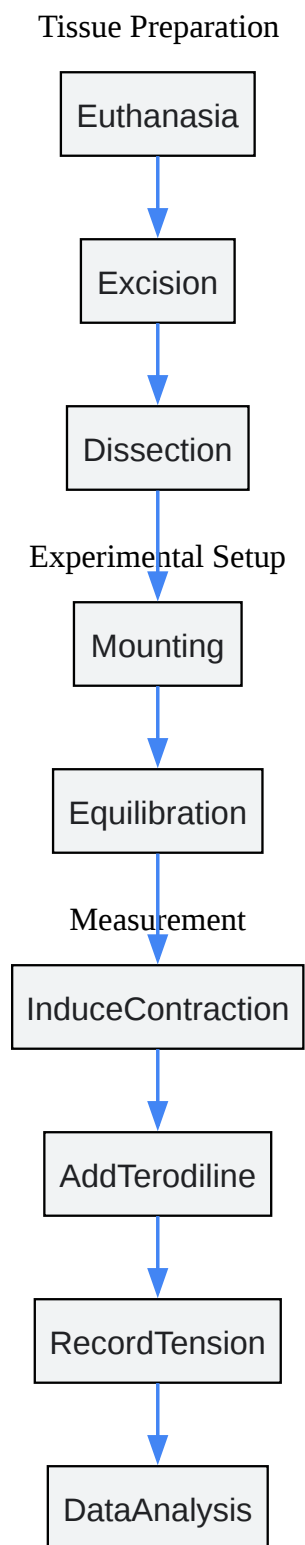 Tissue Preparation
Euthanasia
Excision
Dissection
Experimental Setup
Mounting
Equilibration
Measurement
InduceContraction
AddTerodiline
RecordTension
DataAnalysis